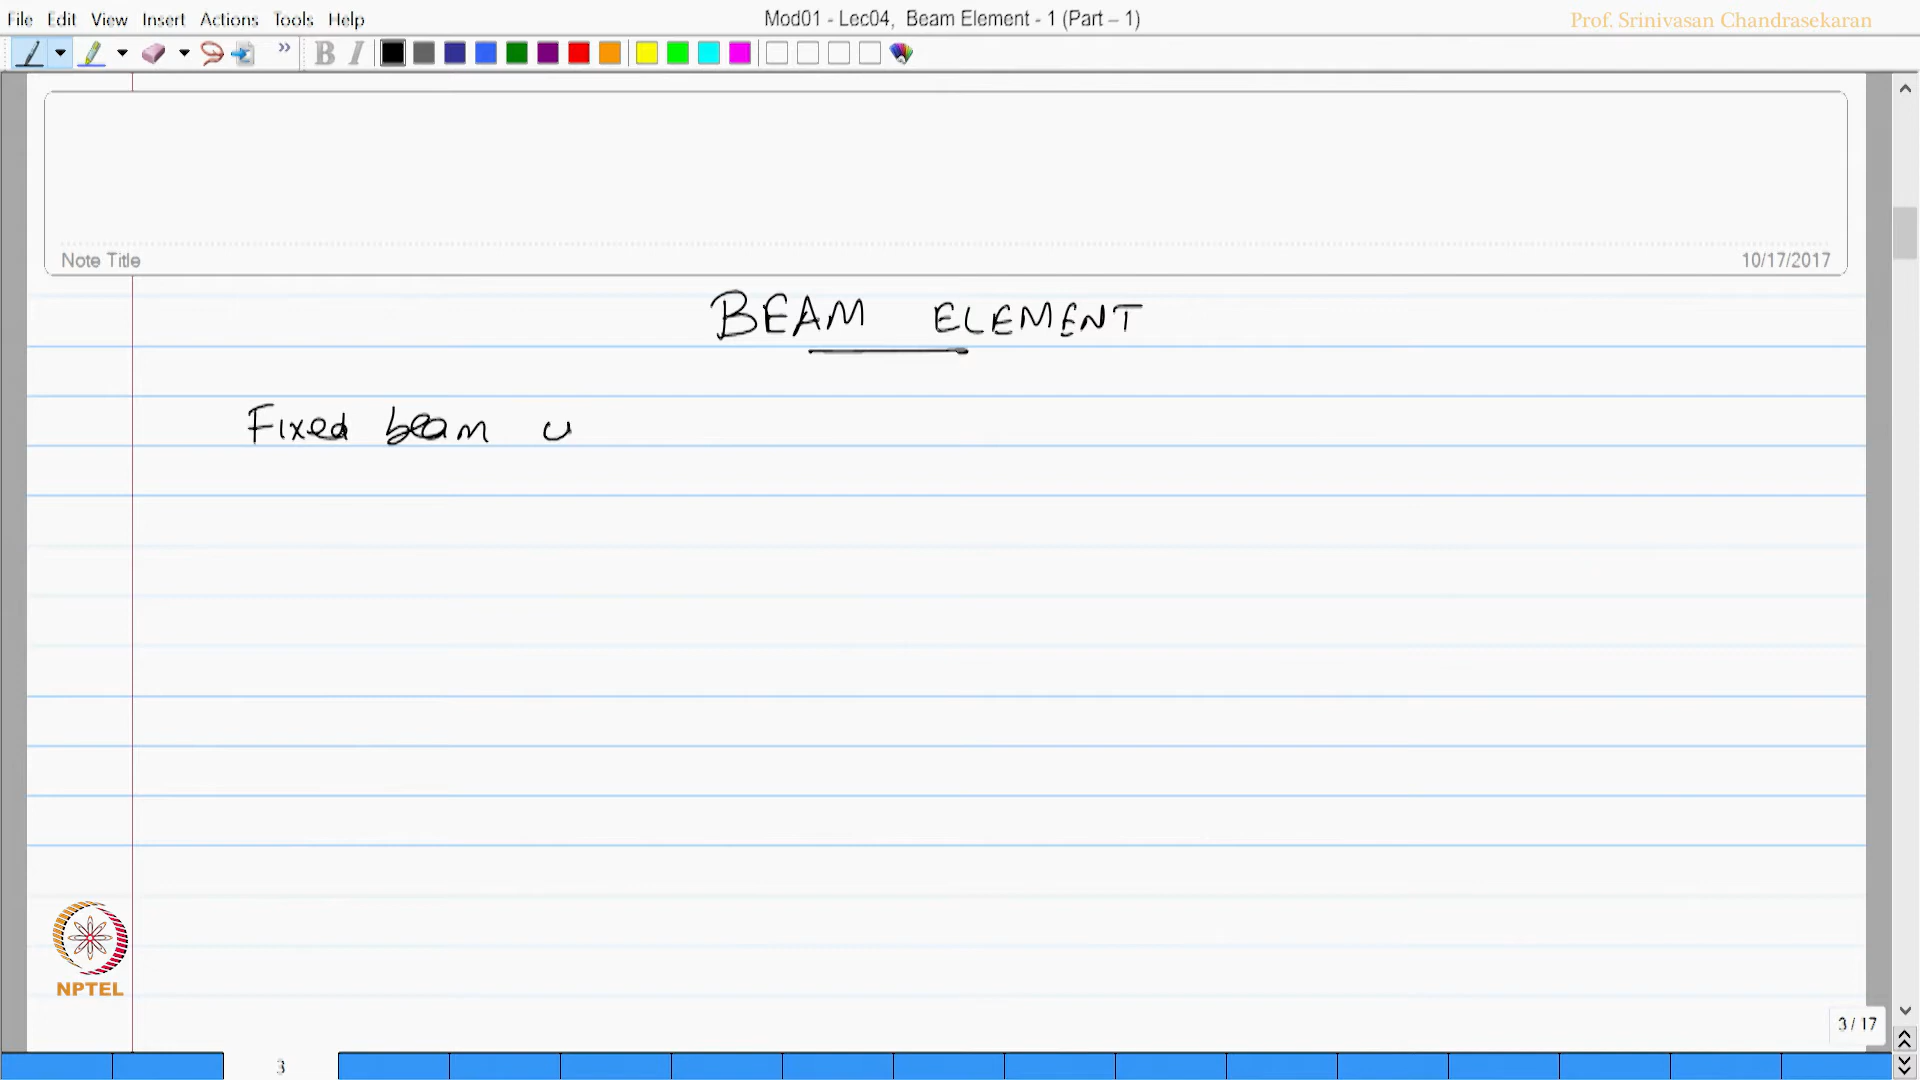 File Edit View Insert Actions Tools Help
Mod01 - Lec04, Beam Element - 1 (Part – 1)
Prof. Srinivasan Chandrasekaran
B I
Note Title
10/17/2017
BEAM ELEMENT
Fixed beam u
NPTEL
3 / 17
3